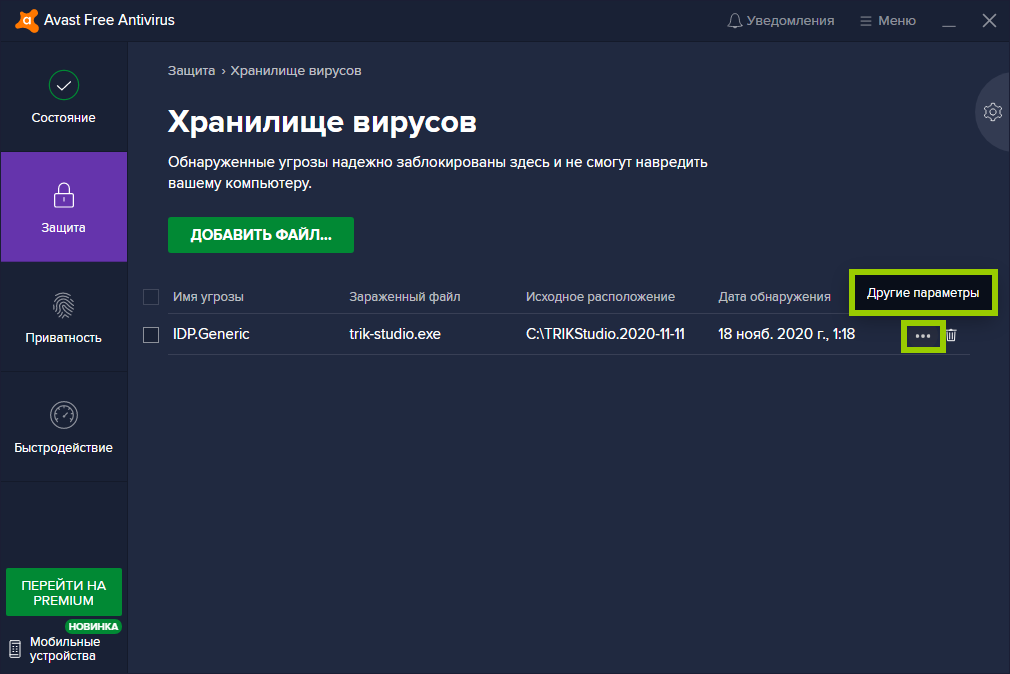 Avast Free Antivirus
Уведомления
Меню
Состояние
Защита
Приватность
Быстродействие
ПЕРЕЙТИ НА
PREMIUM
НОВИНКА
Мобильные
устройства
Защита › Хранилище вирусов
Хранилище вирусов
Обнаруженные угрозы надежно заблокированы здесь и не смогут навредить
вашему компьютеру.
ДОБАВИТЬ ФАЙЛ...
Имя угрозы Зараженный файл Исходное расположение Дата обнаружения
Другие параметры
IDP.Generic trik-studio.exe C:\TRIKStudio.2020-11-11 18 нояб. 2020 г., 1:18